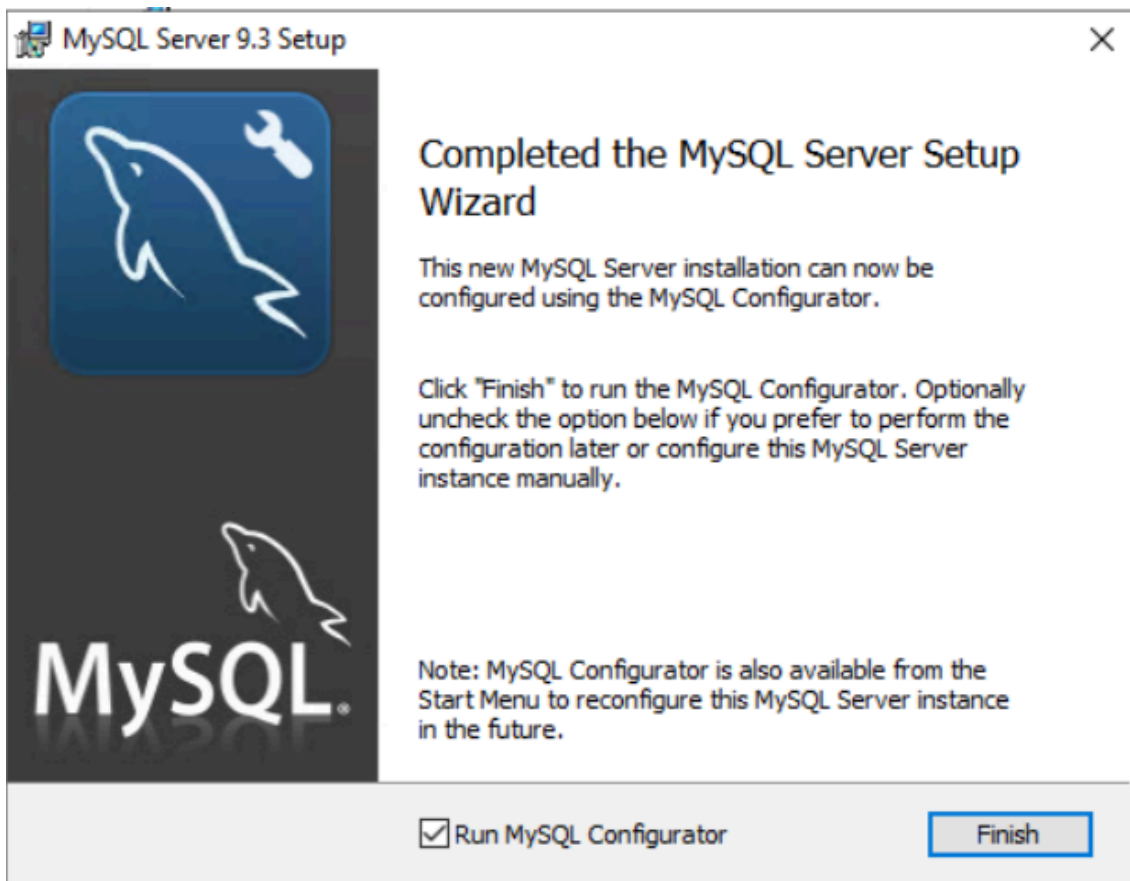 MySQL Server 9.3 Setup
Completed the MySQL Server Setup
Wizard
This new MySQL Server installation can now be
configured using the MySQL Configurator.
Click "Finish" to run the MySQL Configurator. Optionally
uncheck the option below if you prefer to perform the
configuration later or configure this MySQL Server
instance manually.
MySQL.
Note: MySQL Configurator is also available from the
Start Menu to reconfigure this MySQL Server instance
in the future.
Run MySQL Configurator
Finish